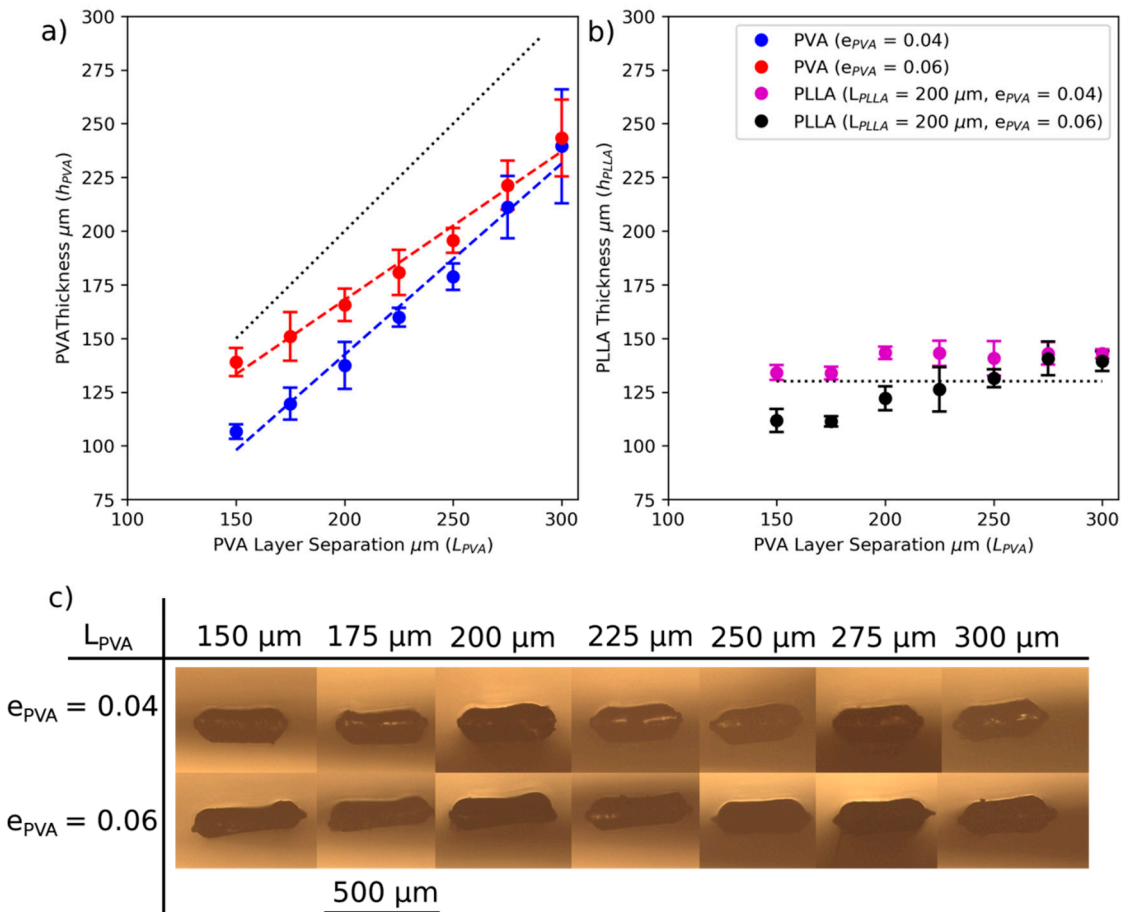 a)
300
275
250
225
200
175
150
125
100
75
100
150
200
250
300
PVAThickness μm (hPVA)
PVA Layer Separation μm (LPVA)
b)
300
275
250
225
200
175
150
125
100
75
100
150
200
250
300
PLLA Thickness μm (hPLLA)
PVA Layer Separation μm (LPVA)
PVA (ePVA = 0.04)
PVA (ePVA = 0.06)
PLLA (LPLLA = 200 μm, ePVA = 0.04)
PLLA (LPLLA = 200 μm, ePVA = 0.06)
c)
LPVA 150 μm 175 μm 200 μm 225 μm 250 μm 275 μm 300 μm
ePVA = 0.04
ePVA = 0.06
500 μm